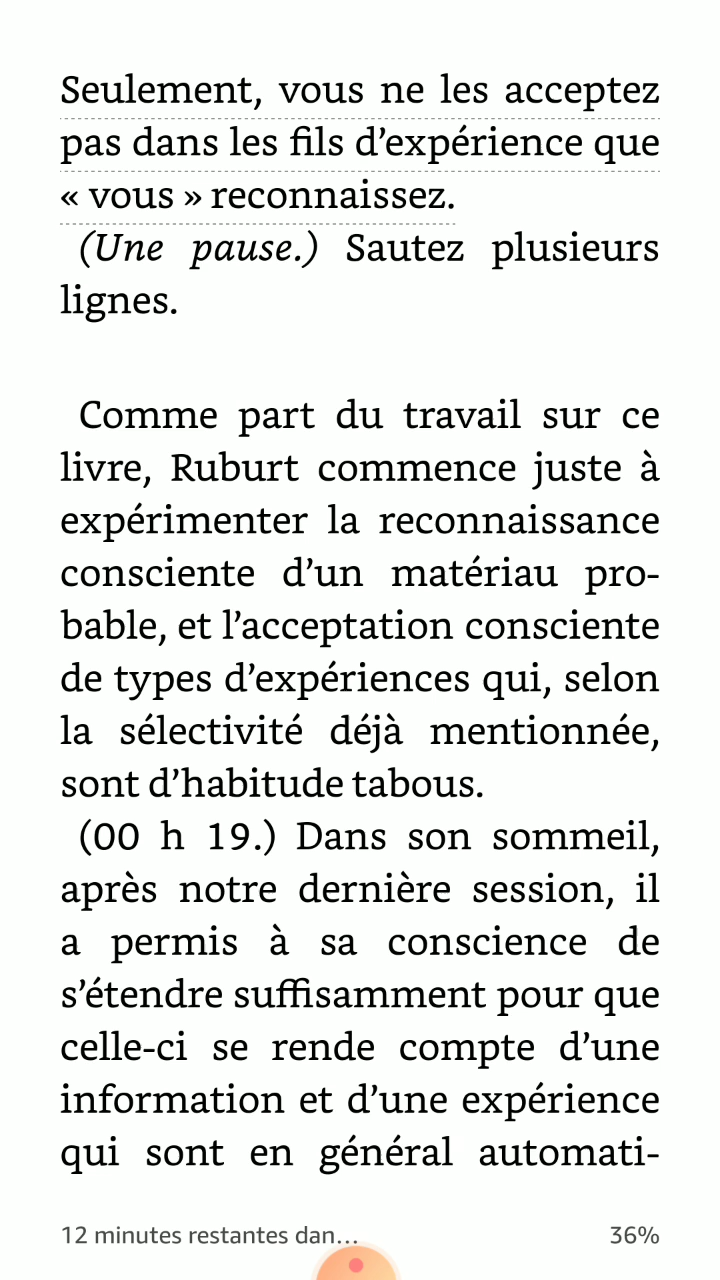 Seulement, vous ne les acceptez
pas dans les fils d’expérience que
« vous » reconnaissez.
(Une pause.) Sautez plusieurs
lignes.
Comme part du travail sur ce
livre, Ruburt commence juste à
expérimenter la reconnaissance
consciente d’un matériau pro-
bable, et l’acceptation consciente
de types d’expériences qui, selon
la sélectivité déjà mentionnée,
sont d’habitude tabous.
(00 h 19.) Dans son sommeil,
après notre dernière session, il
a permis à sa conscience de
s’étendre suffisamment pour que
celle-ci se rende compte d’une
information et d’une expérience
qui sont en général automati-
12 minutes restantes dan… 36%